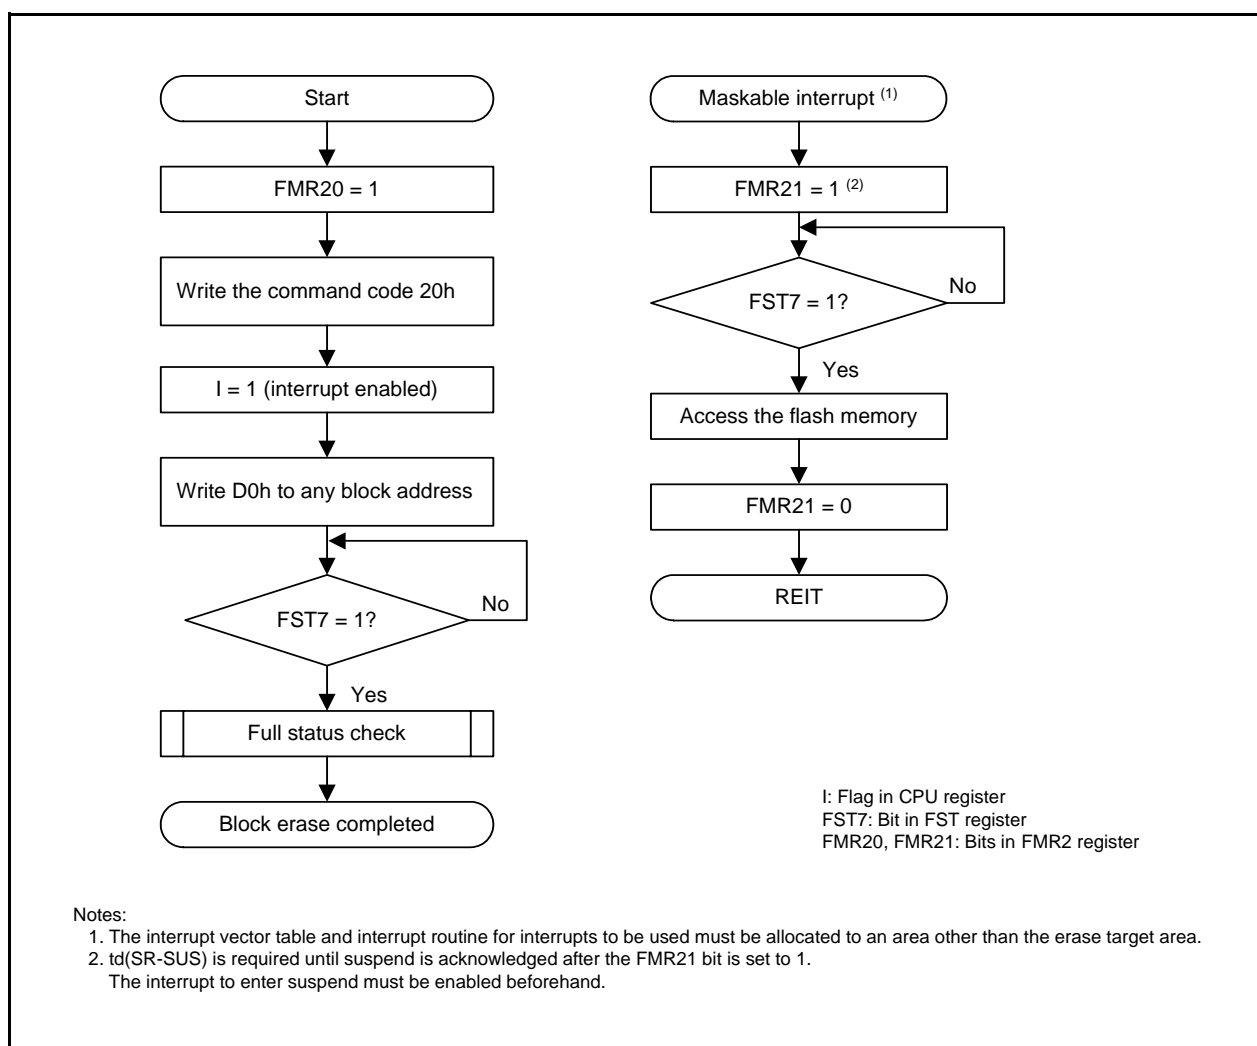 Start
FMR20 = 1
Write the command code 20h
I = 1 (interrupt enabled)
Write D0h to any block address
FST7 = 1?
No
Yes
Full status check
Block erase completed
Maskable interrupt (1)
FMR21 = 1 (2)
FST7 = 1?
No
Yes
Access the flash memory
FMR21 = 0
REIT
I: Flag in CPU register
FST7: Bit in FST register
FMR20, FMR21: Bits in FMR2 register
Notes:
1. The interrupt vector table and interrupt routine for interrupts to be used must be allocated to an area other than the erase target area.
2. td(SR-SUS) is required until suspend is acknowledged after the FMR21 bit is set to 1.
The interrupt to enter suspend must be enabled beforehand.